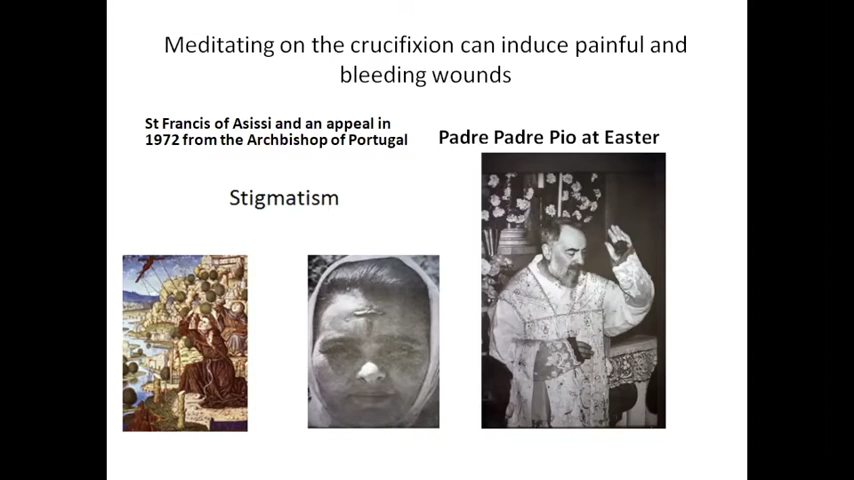 Meditating on the crucifixion can induce painful and
bleeding wounds
St Francis of Asissi and an appeal in
1972 from the Archbishop of Portugal
Padre Padre Pio at Easter
Stigmatism